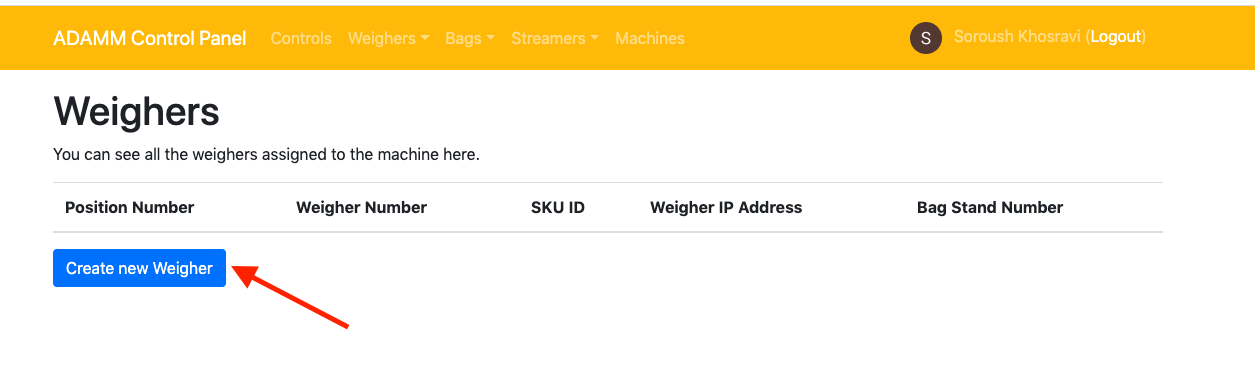 ADAMM Control Panel Controls Weighers Bags Streamers Machines S Soroush Khosravi (Logout)
Weighers
You can see all the weighers assigned to the machine here.
Position Number Weigher Number SKU ID Weigher IP Address Bag Stand Number
Create new Weigher